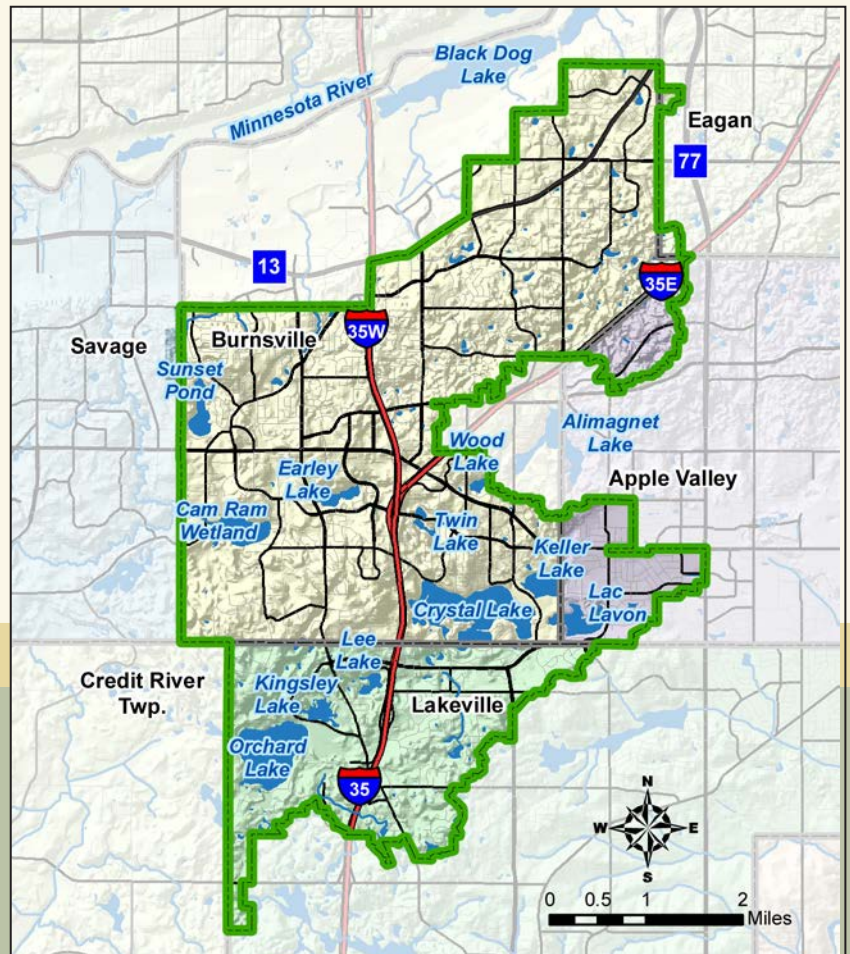 Black Dog
Lake
Minnesota River
Eagan
77
13
35E
35W
Savage
Burnsville
Sunset
Pond
Alimagnet
Lake
Wood
Lake
Earley
Lake
Apple Valley
Cam Ram
Wetland
Twin
Lake
Keller
Lake
Crystal Lake
Lac
Lavon
Lee
Lake
Credit River
Twp.
Kingsley
Lake
Lakeville
Orchard
Lake
35
N
W
E
S
0 0.5 1 2
Miles